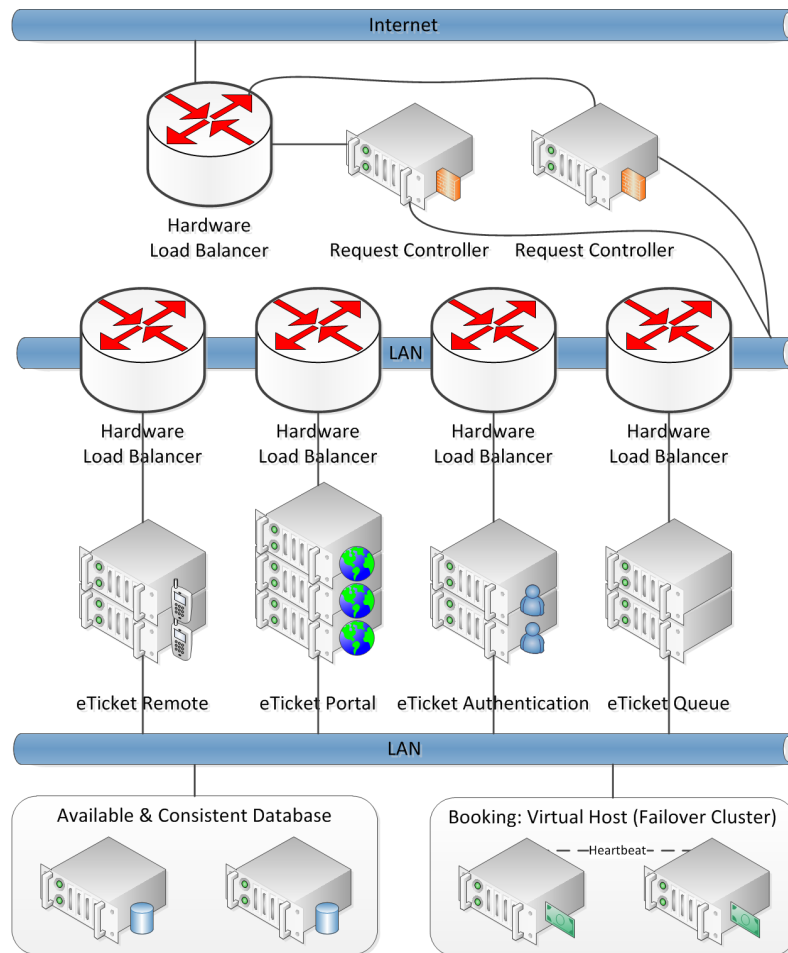 Internet
Hardware
Load Balancer
Request Controller
Request Controller
LAN
Hardware
Load Balancer
Hardware
Load Balancer
Hardware
Load Balancer
Hardware
Load Balancer
eTicket Remote
eTicket Portal
eTicket Authentication
eTicket Queue
LAN
Available & Consistent Database
Booking: Virtual Host (Failover Cluster)
Heartbeat